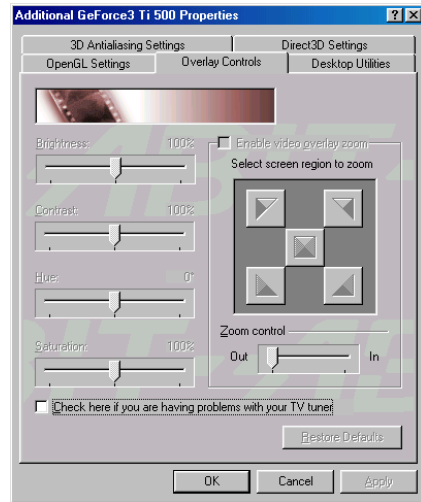 Additional GeForce3 Ti 500 Properties
3D Antialiasing Settings
Direct3D Settings
OpenGL Settings
Overlay Controls
Desktop Utilities
Brightness: 100%
Enable video overlay zoom
Select screen region to zoom
Contrast: 100%
Hue: 0°
Zoom control
Saturation: 100%
Out
In
Check here if you are having problems with your TV tuner
Restore Defaults
OK
Cancel
Apply